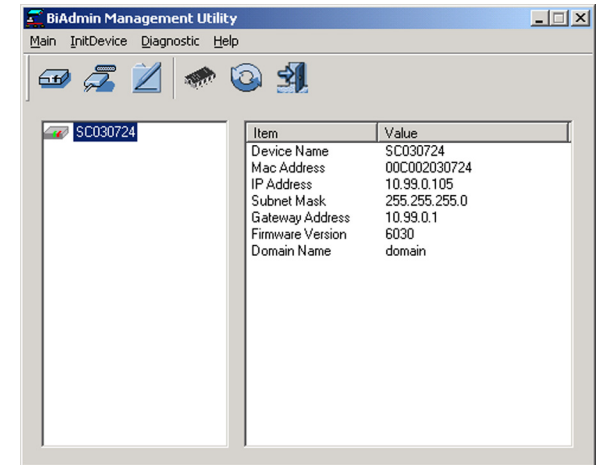 BiAdmin Management Utility
Main InitDevice Diagnostic Help
SC030724
Item Value
Device Name SC030724
Mac Address 00C002030724
IP Address 10.99.0.105
Subnet Mask 255.255.255.0
Gateway Address 10.99.0.1
Firmware Version 6030
Domain Name domain